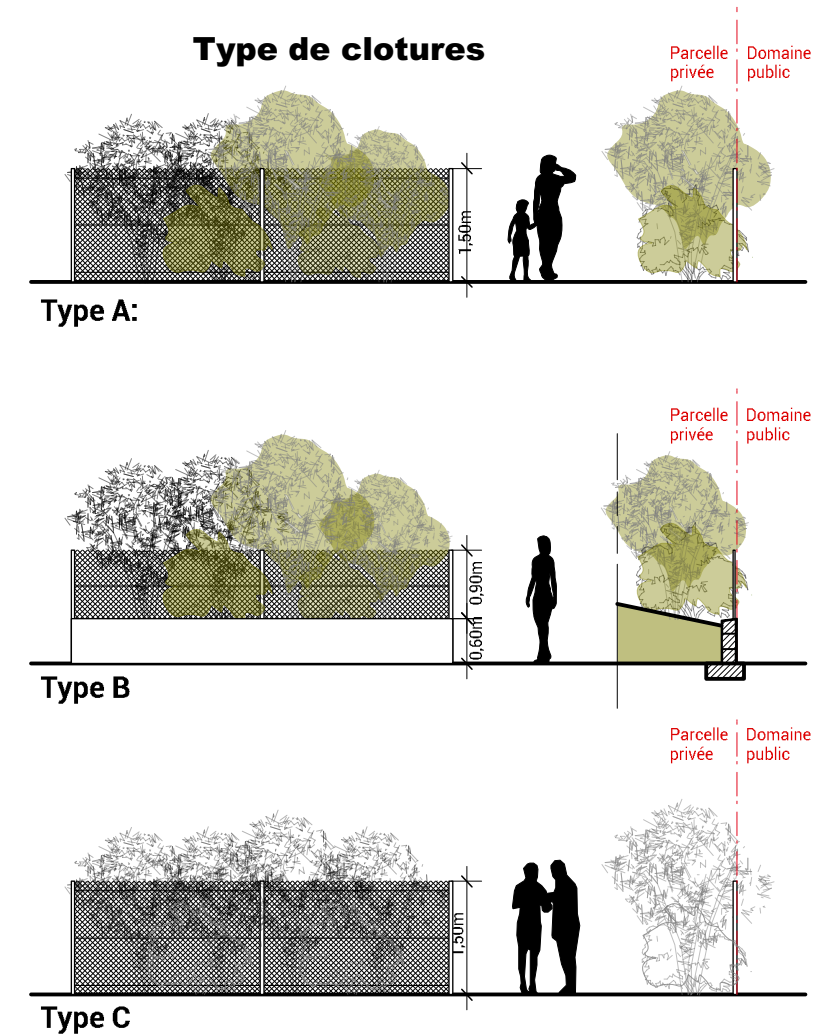 Type de clotures
Parcelle Domaine
privée public
1,50m
Type A:
Parcelle Domaine
privée public
0,90m
0,60m
Type B
Parcelle Domaine
privée public
1,50m
Type C